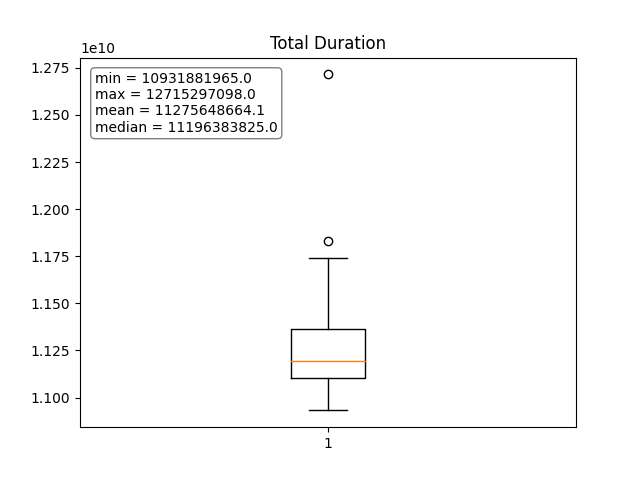 Total Duration
1e10
1.275
1.250
1.225
1.200
1.175
1.150
1.125
1.100
min = 10931881965.0
max = 12715297098.0
mean = 11275648664.1
median = 11196383825.0
1